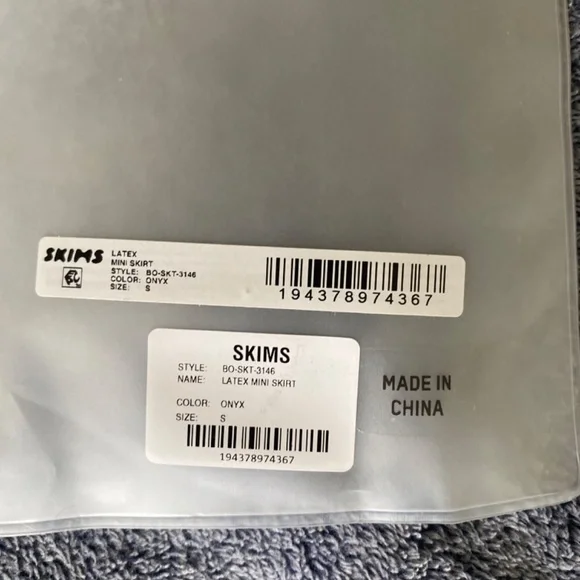 SKIMS
LATEX
MINI SKIRT
STYLE: BO-SKT-3146
COLOR: ONYX
SIZE: S
194378974367
SKIMS
STYLE: BO-SKT-3146
NAME: LATEX MINI SKIRT
COLOR: ONYX
SIZE: S
194378974367
MADE IN
CHINA